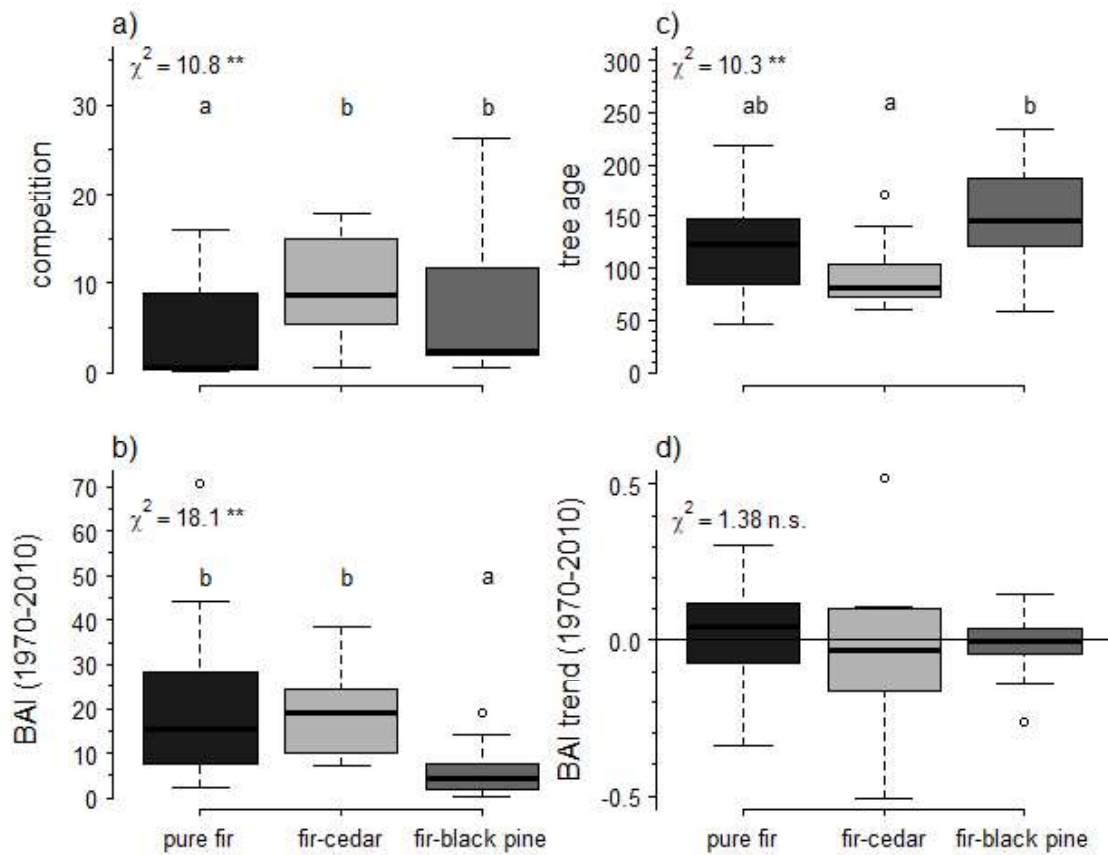 a)
χ² = 10.8 **
a b b
30
20
10
0
competition
c)
χ² = 10.3 **
ab a b
300
250
200
150
100
50
0
tree age
b)
χ² = 18.1 **
b b a
70
60
50
40
30
20
10
0
BAI (1970-2010)
pure fir fir-cedar fir-black pine
d)
χ² = 1.38 n.s.
0.5
0.0
-0.5
BAI trend (1970-2010)
pure fir fir-cedar fir-black pine